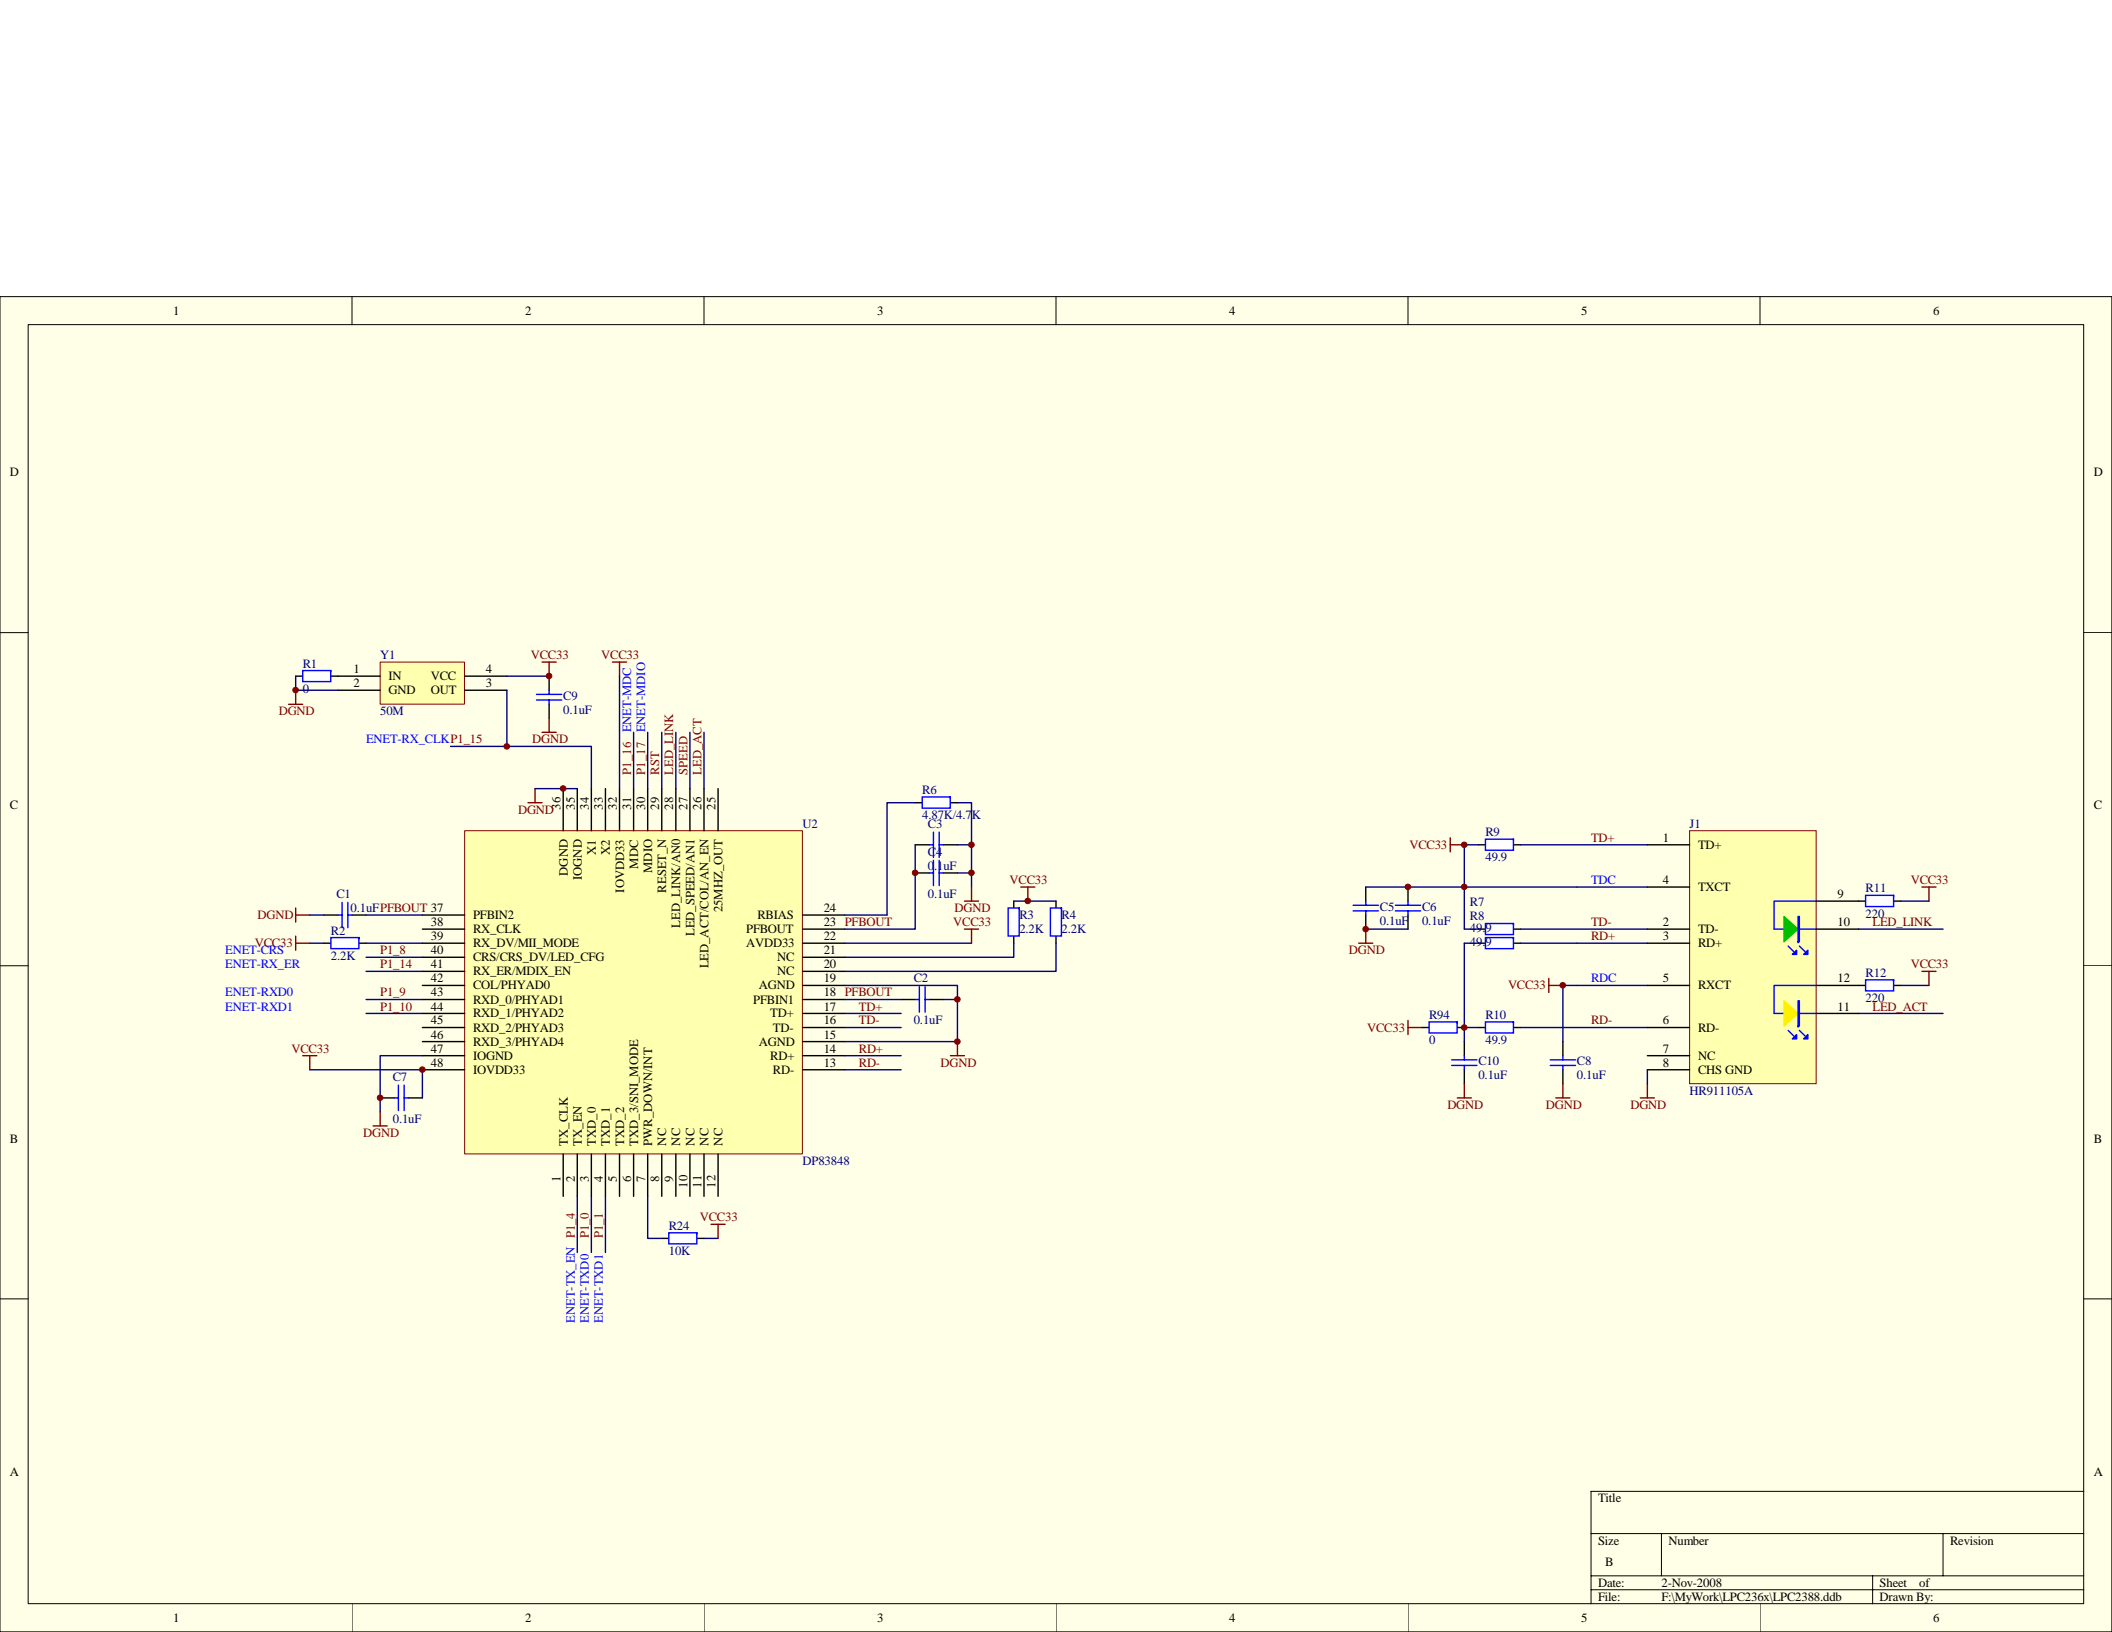 1 2 3 4 5 6
D D
C C
B B
A A
Y1
R1
0
1 IN VCC 4
2 GND OUT 3
50M
DGND
VCC33
C9
0.1uF
DGND
ENET-RX_CLK P1_15
VCC33
ENET-MDC
ENET-MDIO
P1_16
P1_17
RST
LED_LINK
SPEED
LED_ACT
DGND
36 DGND
35 IOGND
34 X1
33 X2
32 IOVDD33
31 MDC
30 MDIO
29 RESET_N
28 LED_LINK/AN0
27 LED_SPEED/AN1
26 LED_ACT/COL/AN_EN
25 25MHZ_OUT
U2
C1
DGND 0.1uF PFBOUT 37 PFBIN2
38 RX_CLK
R2
VCC33 39 RX_DV/MII_MODE
2.2K
ENET-CRS P1_8 40 CRS/CRS_DV/LED_CFG
ENET-RX_ER P1_14 41 RX_ER/MDIX_EN
42 COL/PHYAD0
ENET-RXD0 P1_9 43 RXD_0/PHYAD1
ENET-RXD1 P1_10 44 RXD_1/PHYAD2
45 RXD_2/PHYAD3
46 RXD_3/PHYAD4
47 IOGND
VCC33 48 IOVDD33
C7
0.1uF
DGND
RBIAS 24
PFBOUT 23 PFBOUT
AVDD33 22
NC 21
NC 20
AGND 19
PFBIN1 18 PFBOUT
TD+ 17 TD+
TD- 16 TD-
AGND 15
RD+ 14 RD+
RD- 13 RD-
R6
4.87K/4.7K
C3
C4
0.1uF
0.1uF
DGND
VCC33
VCC33
R3
2.2K
R4
2.2K
C2
0.1uF
DGND
TX_CLK 1
TX_EN 2 P1_4 ENET-TX_EN
TXD_0 3 P1_0 ENET-TXD0
TXD_1 4 P1_1 ENET-TXD1
TXD_2 5
TXD_3/SNI_MODE 6
PWR_DOWN/INT 7
NC 8
NC 9
NC 10
NC 11
NC 12
DP83848
R24
10K
VCC33
J1
VCC33 R9 TD+ 1 TD+
49.9
TDC 4 TXCT
C5
0.1uF
C6
0.1uF
DGND
R7
R8
49.9 TD- 2 TD-
49.9 RD+ 3 RD+
VCC33 RDC 5 RXCT
VCC33 R94 R10 RD- 6 RD-
0 49.9
7 NC
8 CHS GND
C10
0.1uF
C8
0.1uF
DGND DGND DGND
HR911105A
9 R11 VCC33
220
10 LED_LINK
12 R12 VCC33
220
11 LED_ACT
Title
Size Number Revision
B
Date: 2-Nov-2008 Sheet of
File: F:\MyWork\LPC236x\LPC2388.ddb Drawn By:
1 2 3 4 5 6